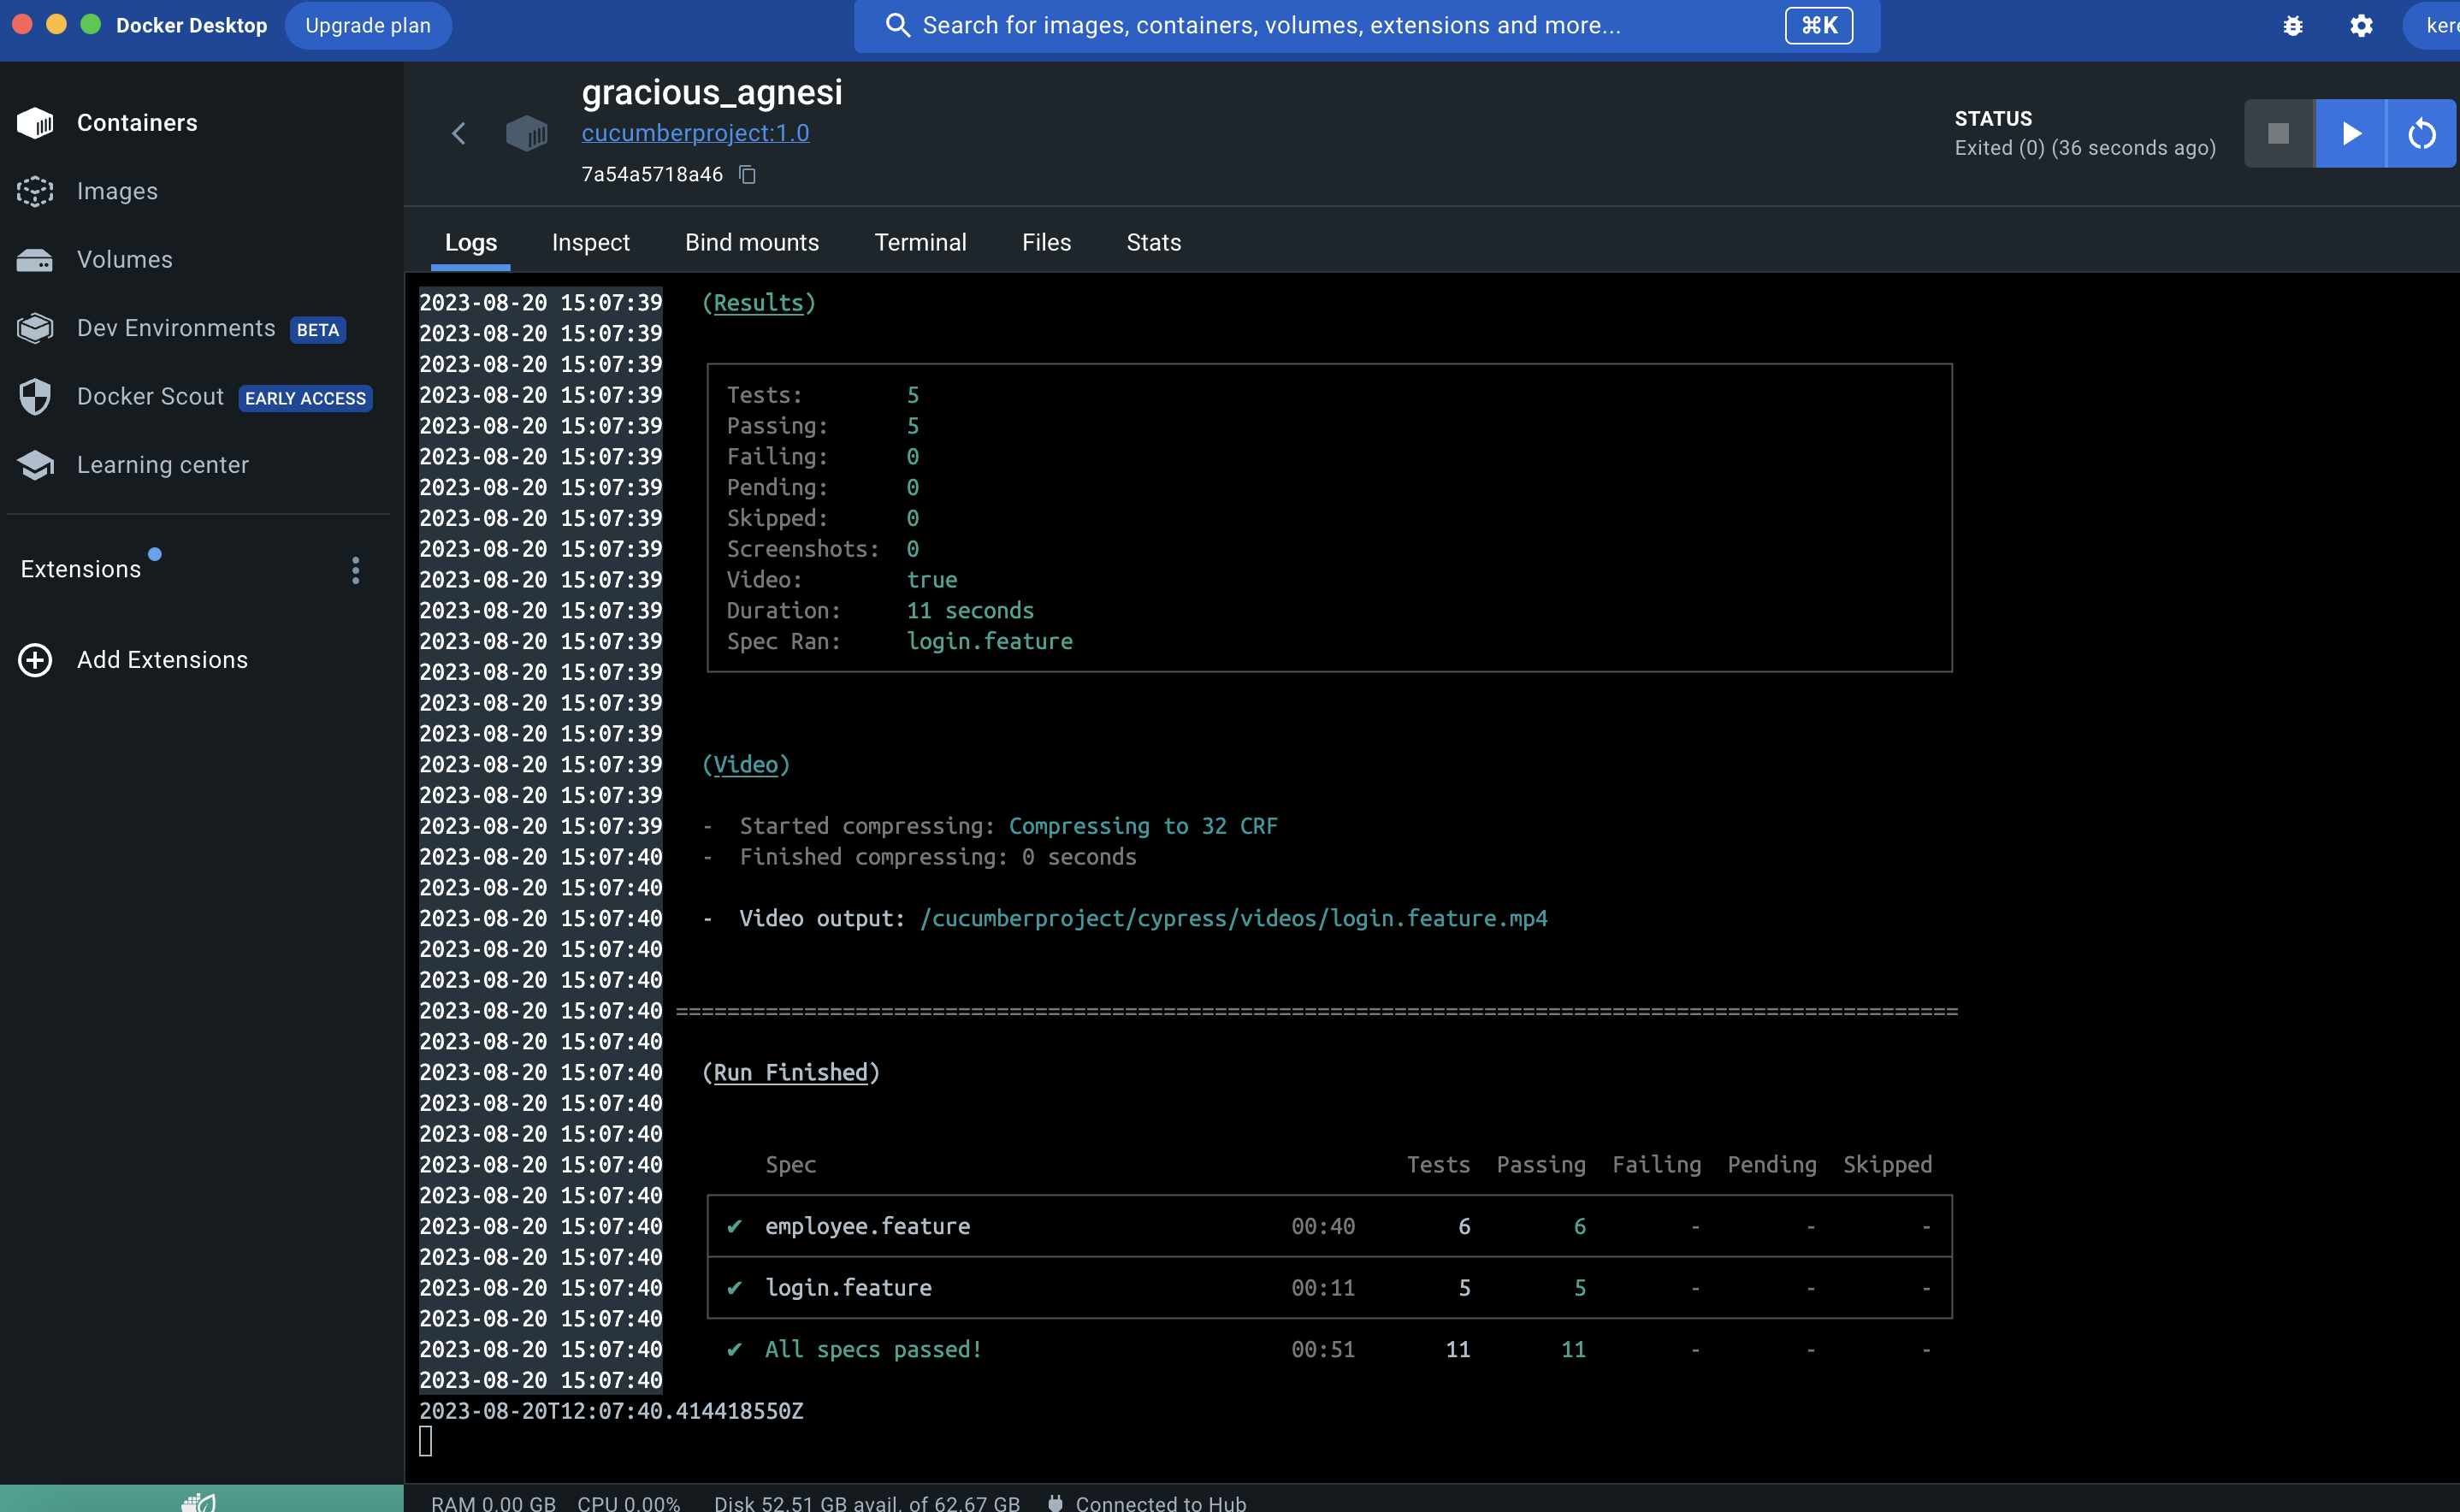 Docker Desktop Upgrade plan Search for images, containers, volumes, extensions and more... ⌘K
Containers
Images
Volumes
Dev Environments BETA
Docker Scout EARLY ACCESS
Learning center
Extensions
Add Extensions
gracious_agnesi
cucumberproject:1.0
7a54a5718a46
STATUS
Exited (0) (36 seconds ago)
Logs Inspect Bind mounts Terminal Files Stats
2023-08-20 15:07:39 (Results)
2023-08-20 15:07:39
2023-08-20 15:07:39
2023-08-20 15:07:39 Tests: 5
2023-08-20 15:07:39 Passing: 5
2023-08-20 15:07:39 Failing: 0
2023-08-20 15:07:39 Pending: 0
2023-08-20 15:07:39 Skipped: 0
2023-08-20 15:07:39 Screenshots: 0
2023-08-20 15:07:39 Video: true
2023-08-20 15:07:39 Duration: 11 seconds
2023-08-20 15:07:39 Spec Ran: login.feature
2023-08-20 15:07:39
2023-08-20 15:07:39
2023-08-20 15:07:39
2023-08-20 15:07:39 (Video)
2023-08-20 15:07:39
2023-08-20 15:07:39 - Started compressing: Compressing to 32 CRF
2023-08-20 15:07:40 - Finished compressing: 0 seconds
2023-08-20 15:07:40
2023-08-20 15:07:40 - Video output: /cucumberproject/cypress/videos/login.feature.mp4
2023-08-20 15:07:40
2023-08-20 15:07:40
2023-08-20 15:07:40 ====================================================================================================
2023-08-20 15:07:40
2023-08-20 15:07:40 (Run Finished)
2023-08-20 15:07:40
2023-08-20 15:07:40
2023-08-20 15:07:40 Spec Tests Passing Failing Pending Skipped
2023-08-20 15:07:40
2023-08-20 15:07:40 ✔ employee.feature 00:40 6 6 - - -
2023-08-20 15:07:40
2023-08-20 15:07:40 ✔ login.feature 00:11 5 5 - - -
2023-08-20 15:07:40
2023-08-20 15:07:40 ✔ All specs passed! 00:51 11 11 - - -
2023-08-20 15:07:40
2023-08-20T12:07:40.414418550Z
RAM 0.00 GB CPU 0.00% Disk 52.51 GB avail. of 62.67 GB Connected to Hub